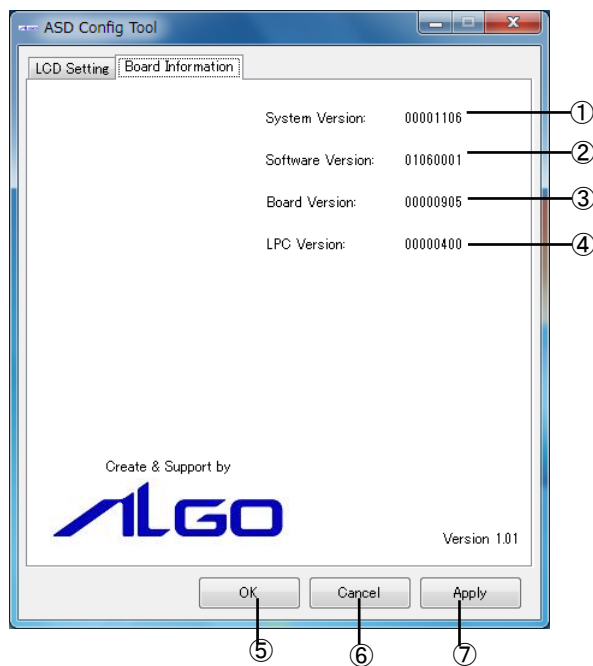 ASD Config Tool
LCD Setting Board Information
System Version: 00001106 ①
Software Version: 01060001 ②
Board Version: 00000905 ③
LPC Version: 00000400 ④
Create & Support by
ALGO
Version 1.01
OK Cancel Apply
⑤ ⑥ ⑦